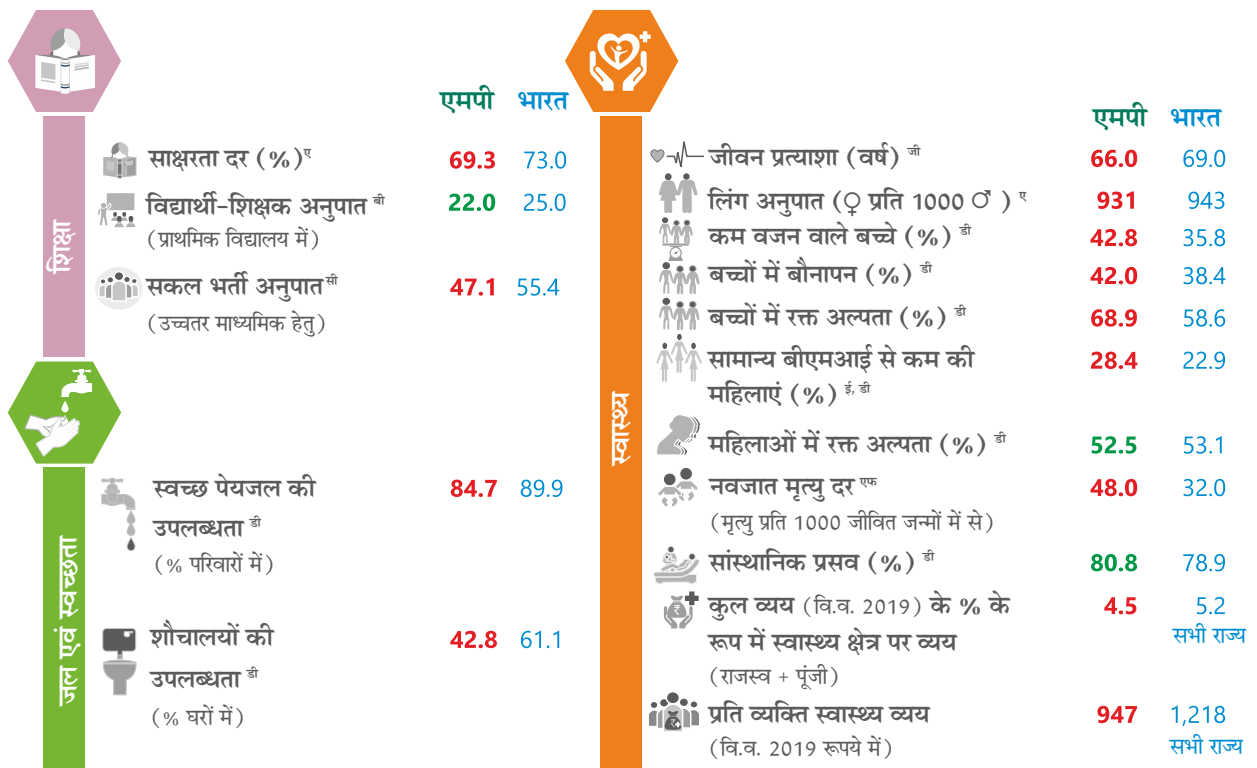 शिक्षा
एमपी भारत
साक्षरता दर (%)ए 69.3 73.0
विद्यार्थी-शिक्षक अनुपात बी 22.0 25.0
(प्राथमिक विद्यालय में)
सकल भर्ती अनुपात सी 47.1 55.4
(उच्चतर माध्यमिक हेतु)
जल एवं स्वच्छता
स्वच्छ पेयजल की 84.7 89.9
उपलब्धता डी
(% परिवारों में)
शौचालयों की 42.8 61.1
उपलब्धता डी
(% घरों में)
स्वास्थ्य
एमपी भारत
जीवन प्रत्याशा (वर्ष) जी 66.0 69.0
लिंग अनुपात (♀ प्रति 1000 ♂ ) ए 931 943
कम वजन वाले बच्चे (%) डी 42.8 35.8
बच्चों में बौनापन (%) डी 42.0 38.4
बच्चों में रक्त अल्पता (%) डी 68.9 58.6
सामान्य बीएमआई से कम की 28.4 22.9
महिलाएं (%) ई, डी
महिलाओं में रक्त अल्पता (%) डी 52.5 53.1
नवजात मृत्यु दर एफ 48.0 32.0
(मृत्यु प्रति 1000 जीवित जन्मों में से)
सांस्थानिक प्रसव (%) डी 80.8 78.9
कुल व्यय (वि.व. 2019) के % के 4.5 5.2
रूप में स्वास्थ्य क्षेत्र पर व्यय सभी राज्य
(राजस्व + पूंजी)
प्रति व्यक्ति स्वास्थ्य व्यय 947 1,218
(वि.व. 2019 रूपये में) सभी राज्य